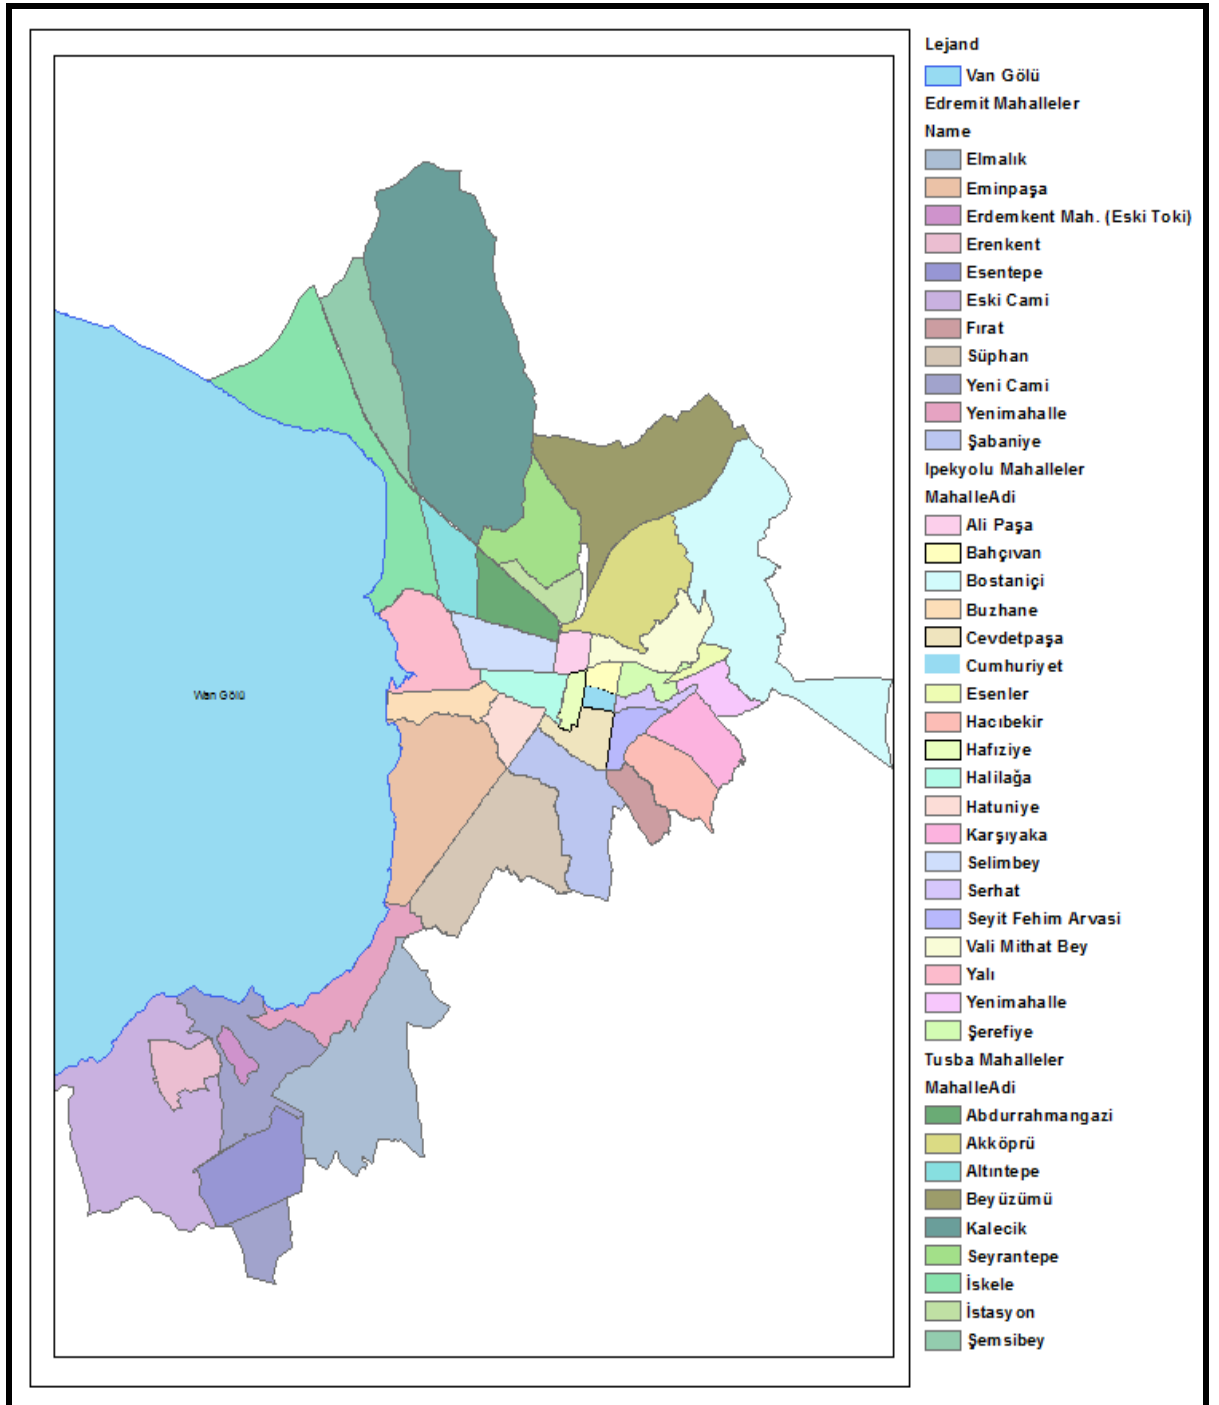 Van Gölü
Lejand
Van Gölü
Edremit Mahalleler
Name
Elmalık
Eminpaşa
Erdemkent Mah. (Eski Toki)
Erenkent
Esentepe
Eski Cami
Fırat
Süphan
Yeni Cami
Yenimahalle
Şabaniye
Ipekyolu Mahalleler
MahalleAdi
Ali Paşa
Bahçıvan
Bostaniçi
Buzhane
Cevdetpaşa
Cumhuriyet
Esenler
Hacıbekir
Hafıziye
Halilağa
Hatuniye
Karşıyaka
Selimbey
Serhat
Seyit Fehim Arvasi
Vali Mithat Bey
Yalı
Yenimahalle
Şerefiye
Tusba Mahalleler
MahalleAdi
Abdurrahmangazi
Akköprü
Altıntepe
Beyüzümü
Kalecik
Seyrantepe
İskele
İstasyon
Şemsibey